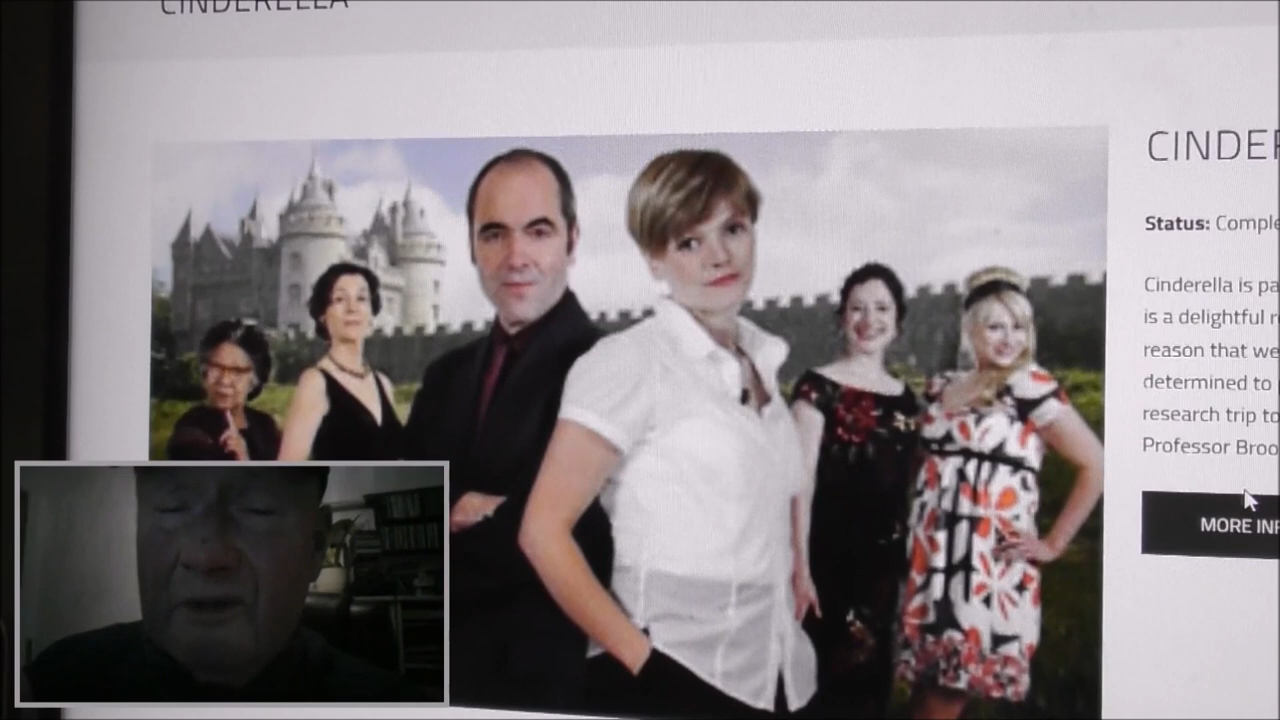 CINDERELLA
CINDER
Status: Comple
Cinderella is pa
is a delightful r
reason that we
determined to
research trip to
Professor Broo
MORE INF